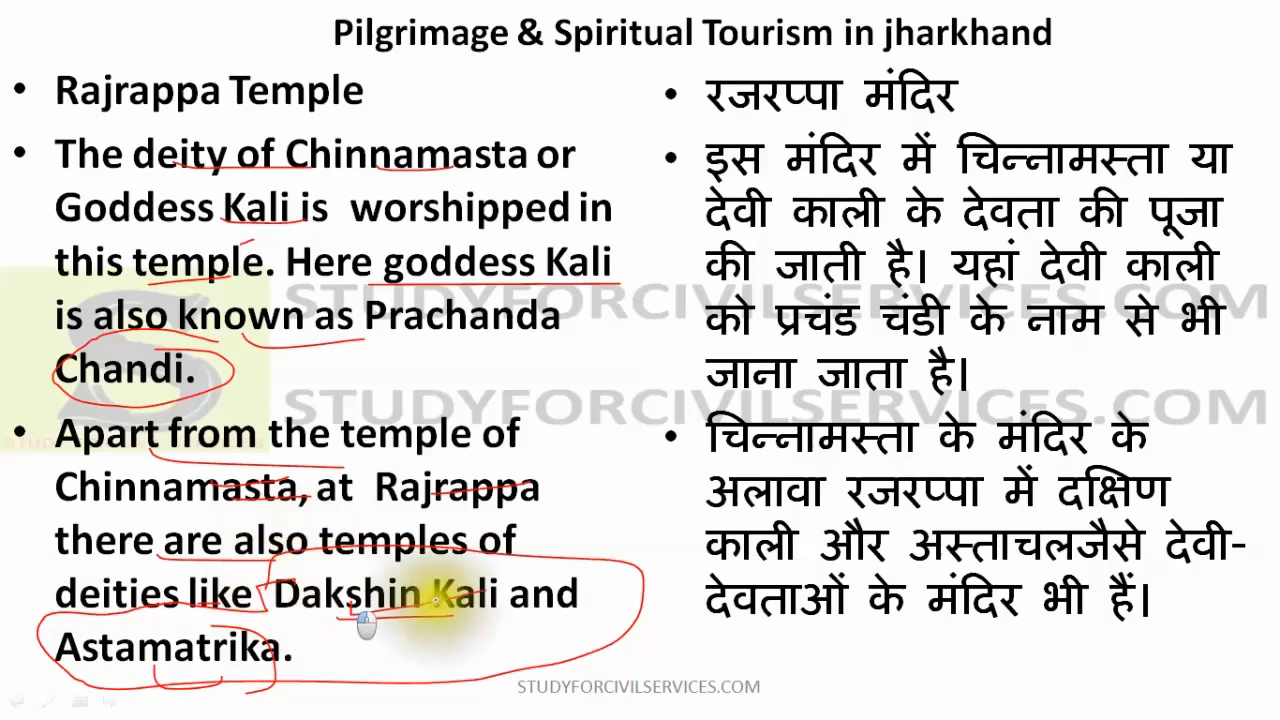 Pilgrimage & Spiritual Tourism in jharkhand
• Rajrappa Temple
• The deity of Chinnamasta or
Goddess Kali is worshipped in
this temple. Here goddess Kali
is also known as Prachanda
Chandi.
• Apart from the temple of
Chinnamasta, at Rajrappa
there are also temples of
deities like Dakshin Kali and
Astamatrika.
• रजरप्पा मंदिर
• इस मंदिर में चिन्नामस्ता या
देवी काली के देवता की पूजा
की जाती है। यहां देवी काली
को प्रचंड चंडी के नाम से भी
जाना जाता है।
• चिन्नामस्ता के मंदिर के
अलावा रजरप्पा में दक्षिण
काली और अस्ताचलजैसे देवी-
देवताओं के मंदिर भी हैं।
STUDYFORCIVILSERVICES.COM
STUDYFORCIVILSERVICES.COM
STUDYFORCIVILSERVICES.COM